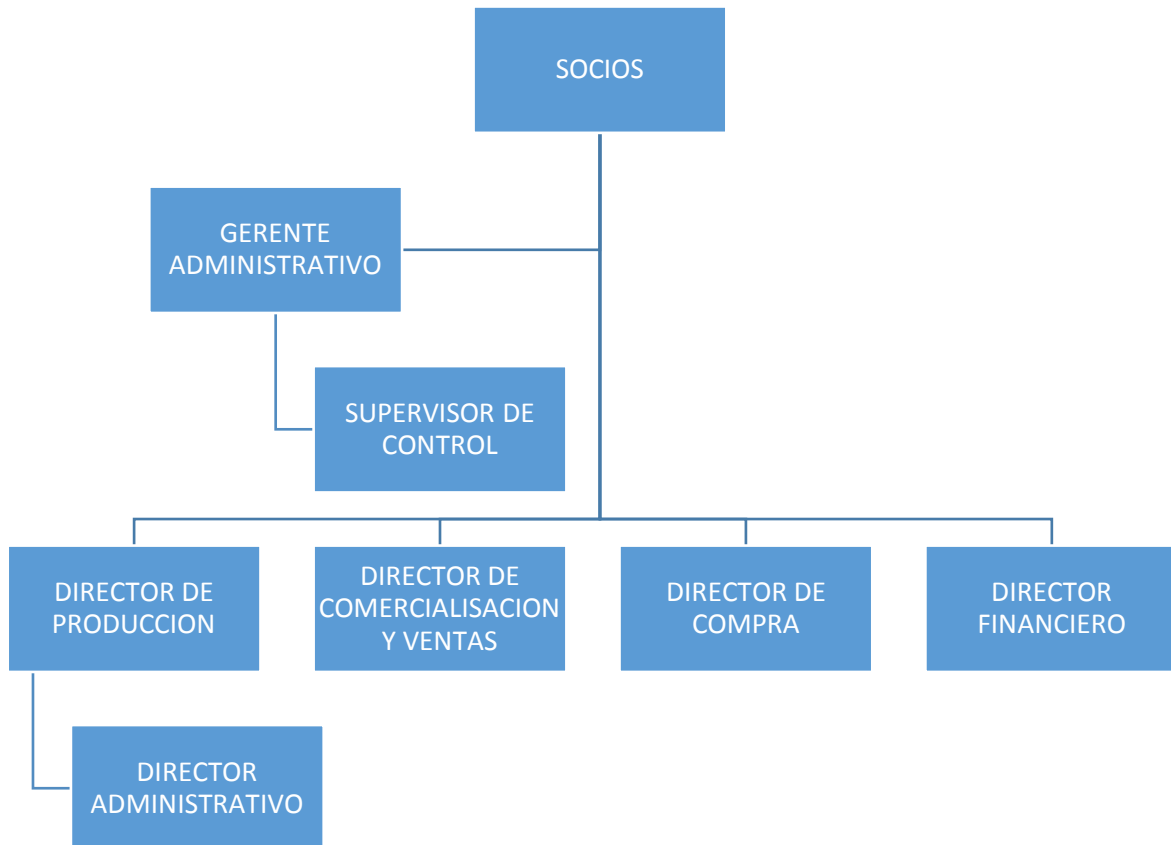 SOCIOS
GERENTE
ADMINISTRATIVO
SUPERVISOR DE
CONTROL
DIRECTOR DE
PRODUCCION
DIRECTOR DE
COMERCIALISACION
Y VENTAS
DIRECTOR DE
COMPRA
DIRECTOR
FINANCIERO
DIRECTOR
ADMINISTRATIVO